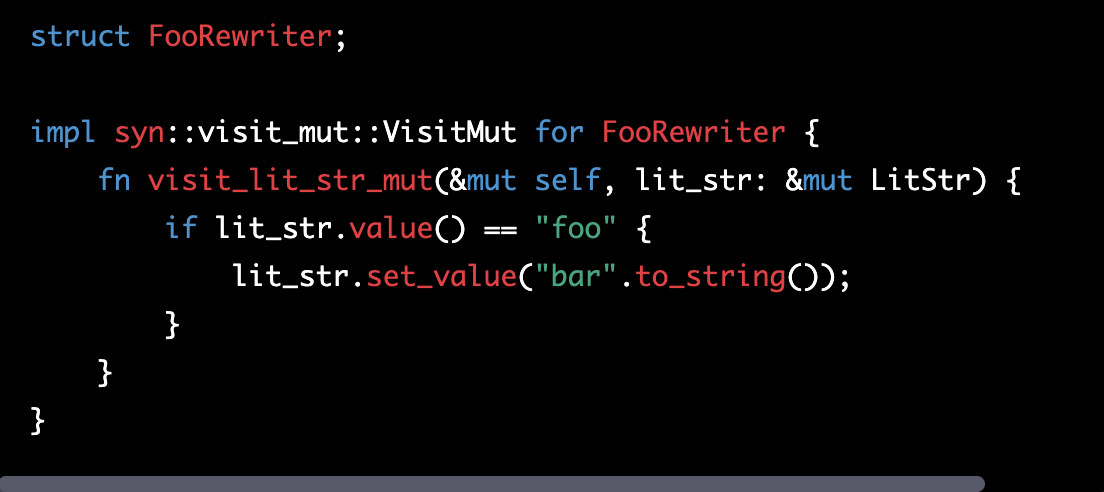 struct FooRewriter;
impl syn::visit_mut::VisitMut for FooRewriter {
    fn visit_lit_str_mut(&mut self, lit_str: &mut LitStr) {
        if lit_str.value() == "foo" {
            lit_str.set_value("bar".to_string());
        }
    }
}